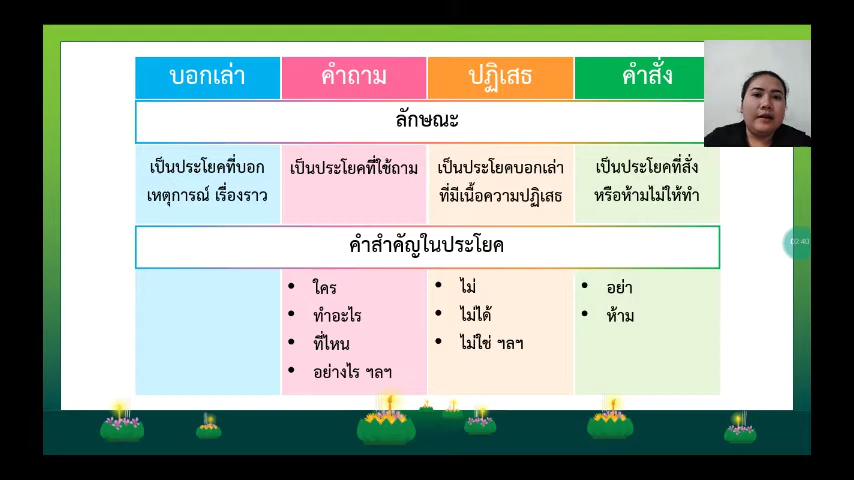 บอกเล่า คำถาม ปฏิเสธ คำสั่ง
ลักษณะ
เป็นประโยคที่บอก
เหตุการณ์ เรื่องราว
เป็นประโยคที่ใช้ถาม
เป็นประโยคบอกเล่า
ที่มีเนื้อความปฏิเสธ
เป็นประโยคที่สั่ง
หรือห้ามไม่ให้ทำ
คำสำคัญในประโยค
• ใคร
• ทำอะไร
• ที่ไหน
• อย่างไร ฯลฯ
• ไม่
• ไม่ได้
• ไม่ใช่ ฯลฯ
• อย่า
• ห้าม
02:40